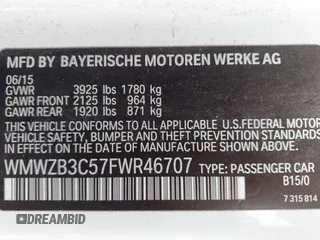 MFD BY BAYERISCHE MOTOREN WERKE AG
06/15
GVWR 3925 lbs 1780 kg
GAWR FRONT 2125 lbs 964 kg
GAWR REAR 1920 lbs 871 kg
THIS VEHICLE CONFORMS TO ALL APPLICABLE U.S. FEDERAL MOTOR
VEHICLE SAFETY, BUMPER AND THEFT PREVENTION STANDARDS
IN EFFECT ON THE DATE OF MANUFACTURE SHOWN ABOVE.
WMWZB3C57FWR46707 TYPE: PASSENGER CAR
B15/0
7 315 814
DREAMBID.COM